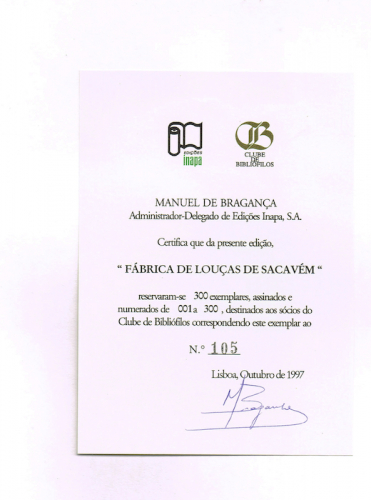 EDIÇÕES
inapa
CB
CLUBE
DE
BIBLIÓFILOS
MANUEL DE BRAGANÇA
Administrador-Delegado de Edições Inapa, S.A.
Certifica que da presente edição,
“ FÁBRICA DE LOUÇAS DE SACAVÉM “
reservaram-se 300 exemplares, assinados e
numerados de 001 a 300 , destinados aos sócios do
Clube de Bibliófilos correspondendo este exemplar ao
N.º 105
Lisboa, Outubro de 1997
M Bragança